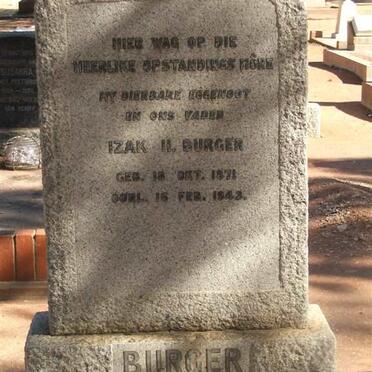 HIER WAG OP DIE
HEERLIKE OPSTANDINGS MÔRE
MY DIERBARE EGGENOOT
EN ONS VADER
IZAK H. BURGER
GEB. 18 OKT. 1871
OORL. 16 FEB. 1943.
BURGER